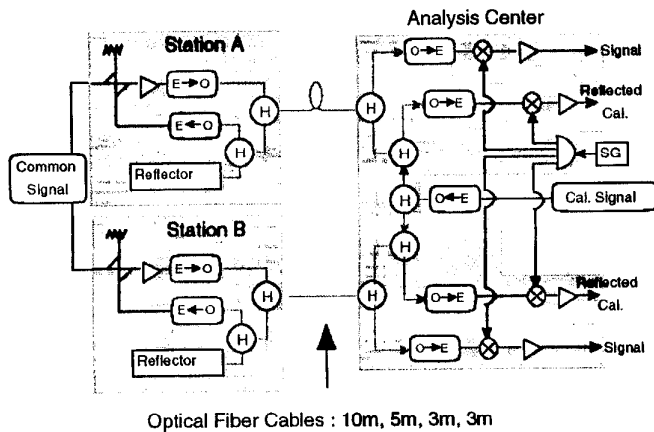 Analysis Center
Station A
E→O
E←O
H
H
Reflector
Common
Signal
Station B
E→O
E←O
H
H
Reflector
H
H
H
H
H
O→E
Signal
O→E
Reflected
Cal.
SG
O←E
Cal. Signal
O→E
Reflected
Cal.
O→E
Signal
Optical Fiber Cables : 10m, 5m, 3m, 3m